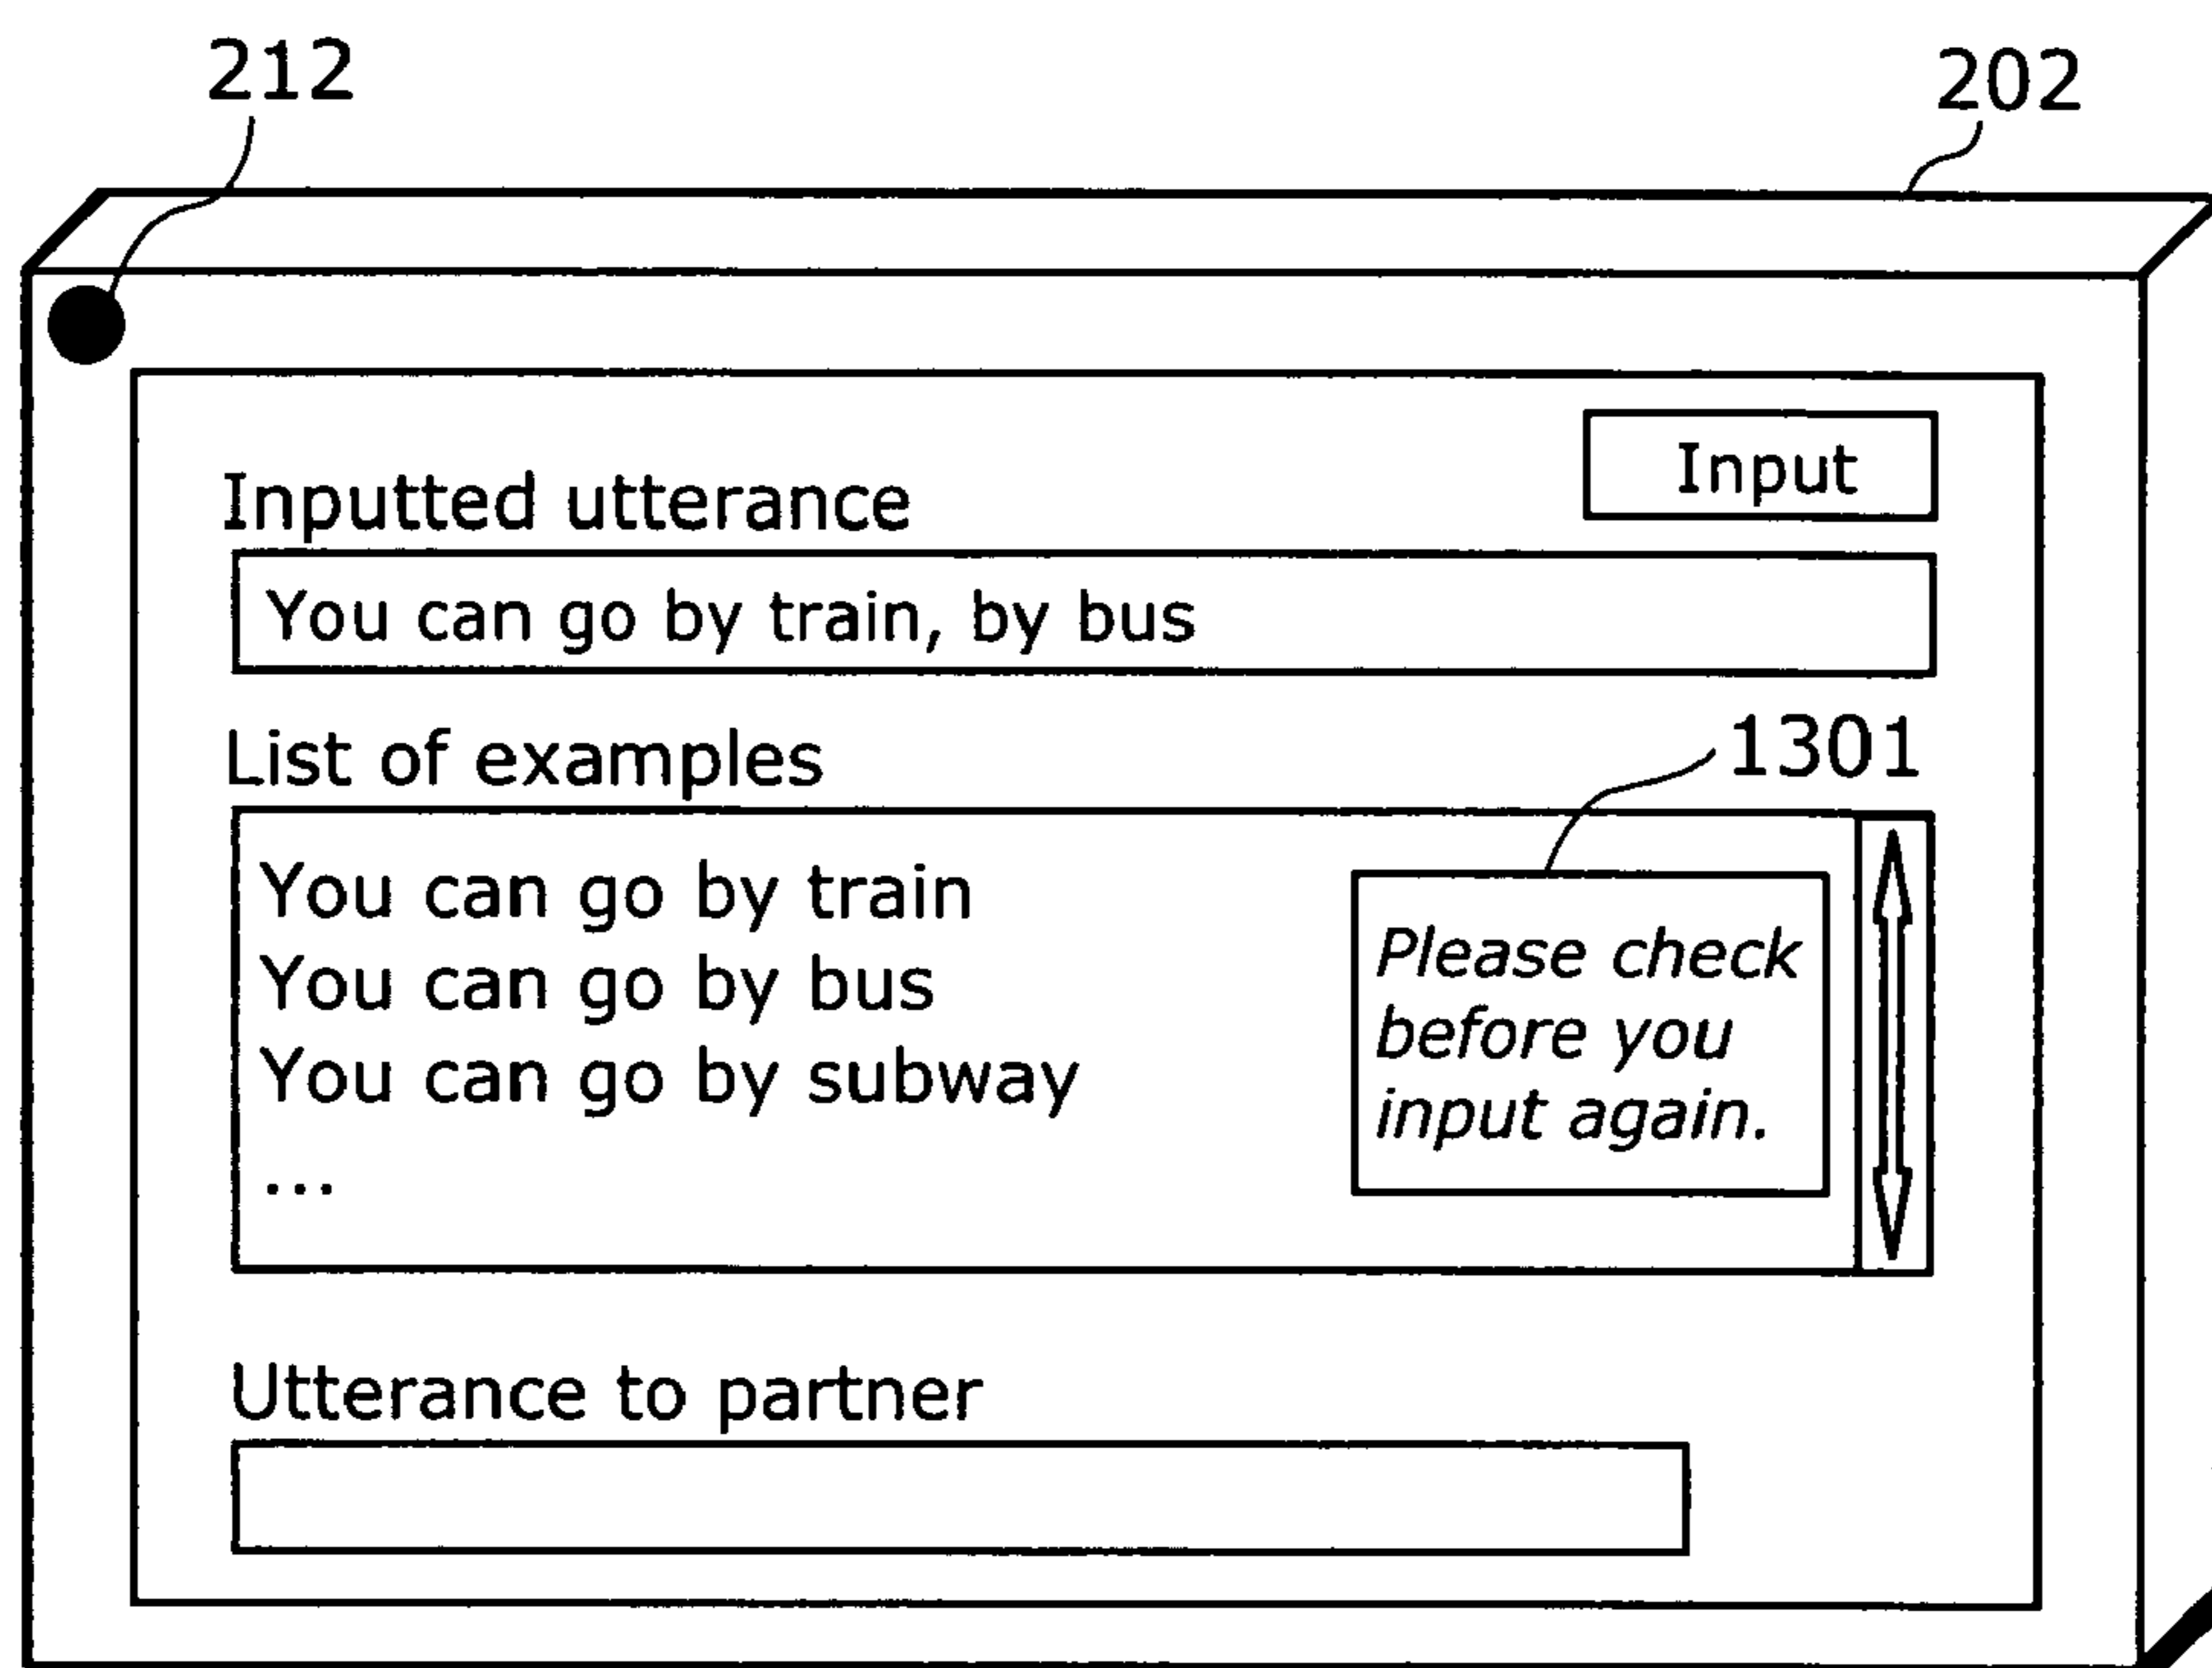 212
202
Input
Inputted utterance
You can go by train, by bus
List of examples
1301
You can go by train
You can go by bus
You can go by subway
...
Please check
before you
input again.
Utterance to partner